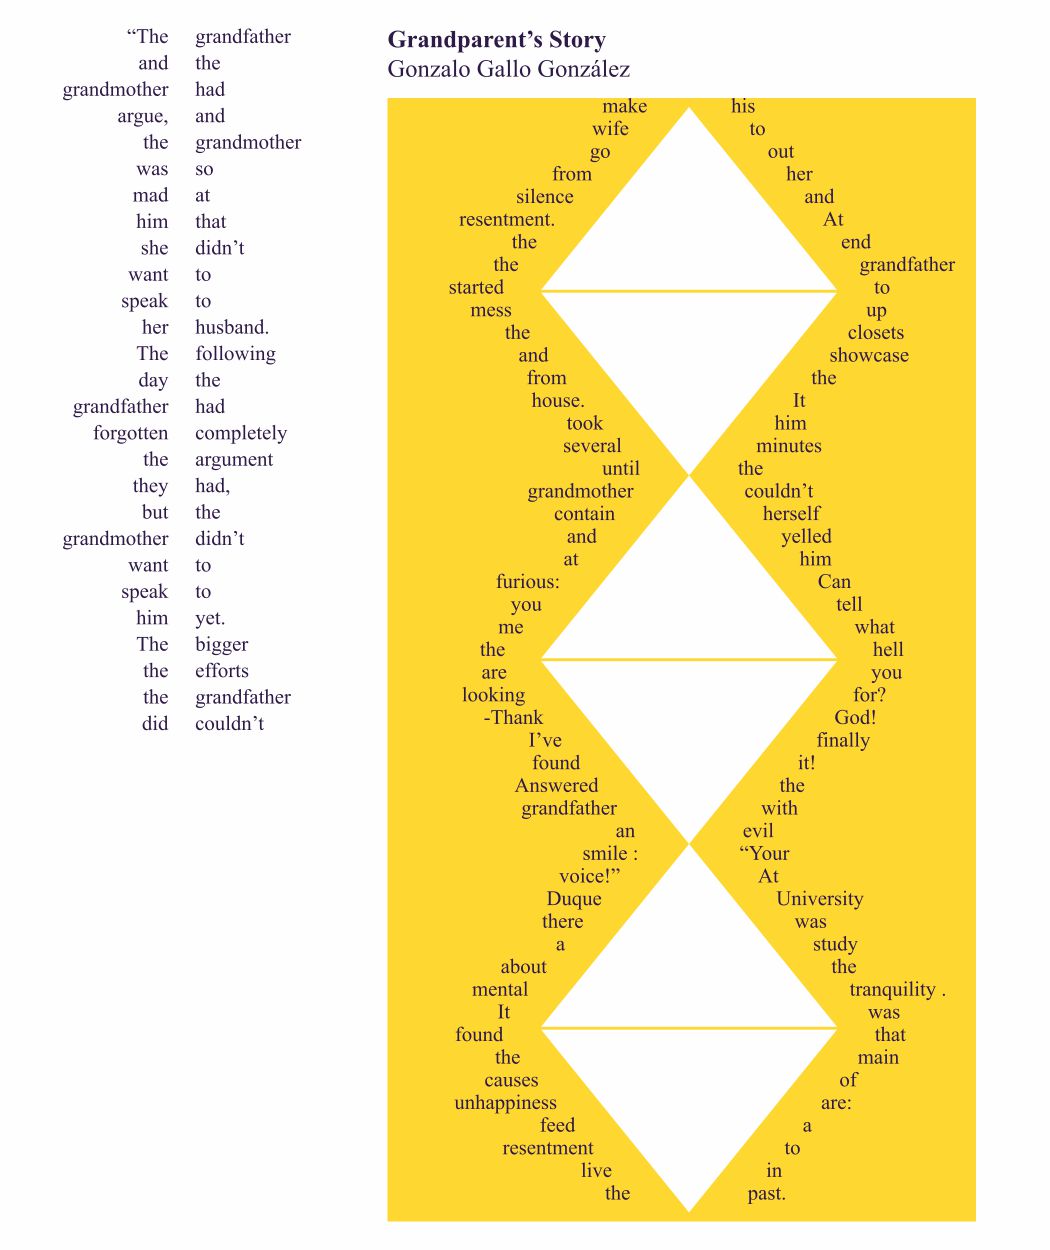 Grandparent’s Story
Gonzalo Gallo González
“The grandfather
and the
grandmother had
argue, and
the grandmother
was so
mad at
him that
she didn’t
want to
speak to
her husband.
The following
day the
grandfather had
forgotten completely
the argument
they had,
but the
grandmother didn’t
want to
speak to
him yet.
The bigger
the efforts
the grandfather
did couldn’t
make his
wife to
go out
from her
silence and
resentment. At
the end
the grandfather
started to
mess up
the closets
and showcase
from the
house. It
took him
several minutes
until the
grandmother couldn’t
contain herself
and yelled
at him
furious: Can
you tell
me what
the hell
are you
looking for?
-Thank God!
I’ve finally
found it!
Answered the
grandfather with
an evil
smile : “Your
voice!” At
Duque University
there was
a study
about the
mental tranquility .
It was
found that
the main
causes of
unhappiness are:
feed a
resentment to
live in
the past.